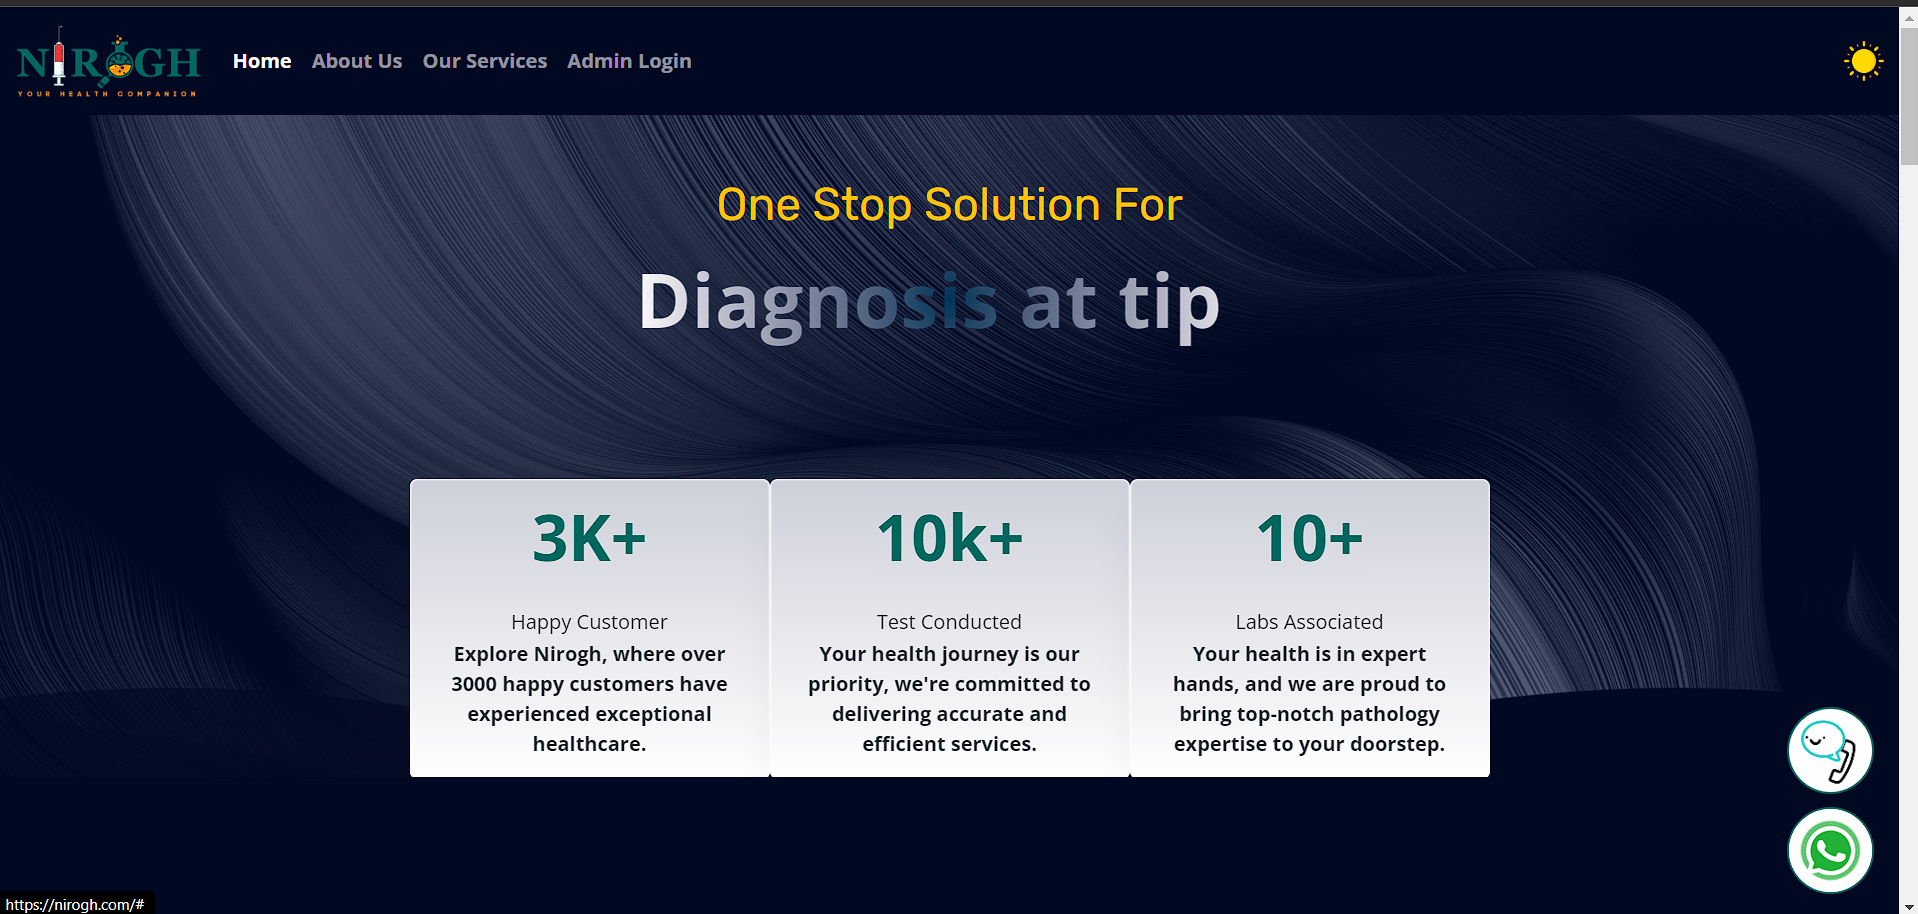 NIROGH
YOUR HEALTH COMPANION
Home About Us Our Services Admin Login
One Stop Solution For
Diagnosis at tip
3K+
Happy Customer
Explore Nirogh, where over
3000 happy customers have
experienced exceptional
healthcare.
10k+
Test Conducted
Your health journey is our
priority, we're committed to
delivering accurate and
efficient services.
10+
Labs Associated
Your health is in expert
hands, and we are proud to
bring top-notch pathology
expertise to your doorstep.
https://nirogh.com/#